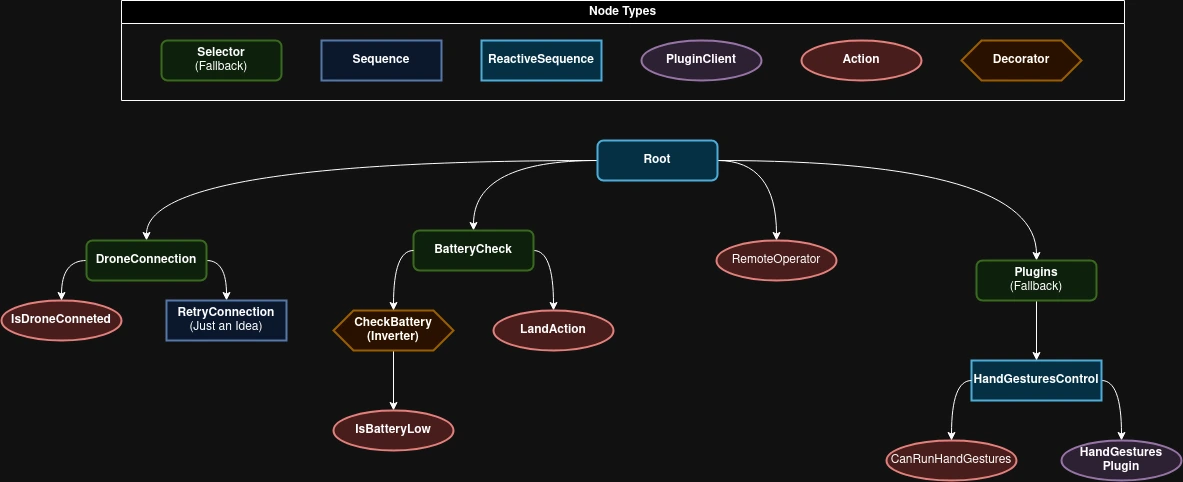 Node Types
Selector
(Fallback)
Sequence
ReactiveSequence
PluginClient
Action
Decorator
Root
DroneConnection
BatteryCheck
RemoteOperator
Plugins
(Fallback)
IsDroneConneted
RetryConnection
(Just an Idea)
CheckBattery
(Inverter)
LandAction
HandGesturesControl
IsBatteryLow
CanRunHandGestures
HandGestures
Plugin